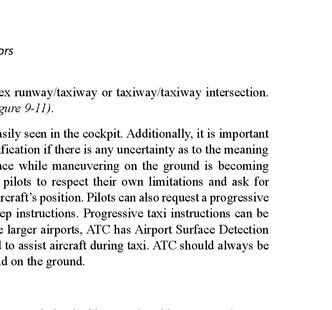 ors
ex runway/taxiway or taxiway/taxiway intersection.
gure 9-11).
sily seen in the cockpit. Additionally, it is important
fication if there is any uncertainty as to the meaning
nce while maneuvering on the ground is becoming
pilots to respect their own limitations and ask for
rcraft's position. Pilots can also request a progressive
ep instructions. Progressive taxi instructions can be
e larger airports, ATC has Airport Surface Detection
l to assist aircraft during taxi. ATC should always be
nd on the ground.